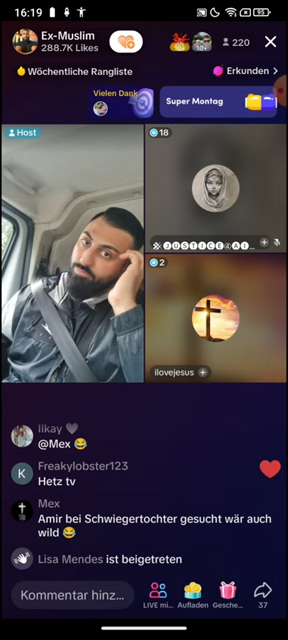 16:19
95
Ex-Muslim
288.7K Likes
10+
220
Wöchentliche Rangliste
Erkunden >
Vielen Dank
Super Montag
Host
18
2
ilovejesus
Ilkay 🖤
@Mex 😂
Freakylobster123
K
Hetz tv
Mex
Amir bei Schwiegertochter gesucht wär auch
wild 😂
Lisa Mendes ist beigetreten
Kommentar hinz...
LIVE mi...
Aufladen
Gesche...
37